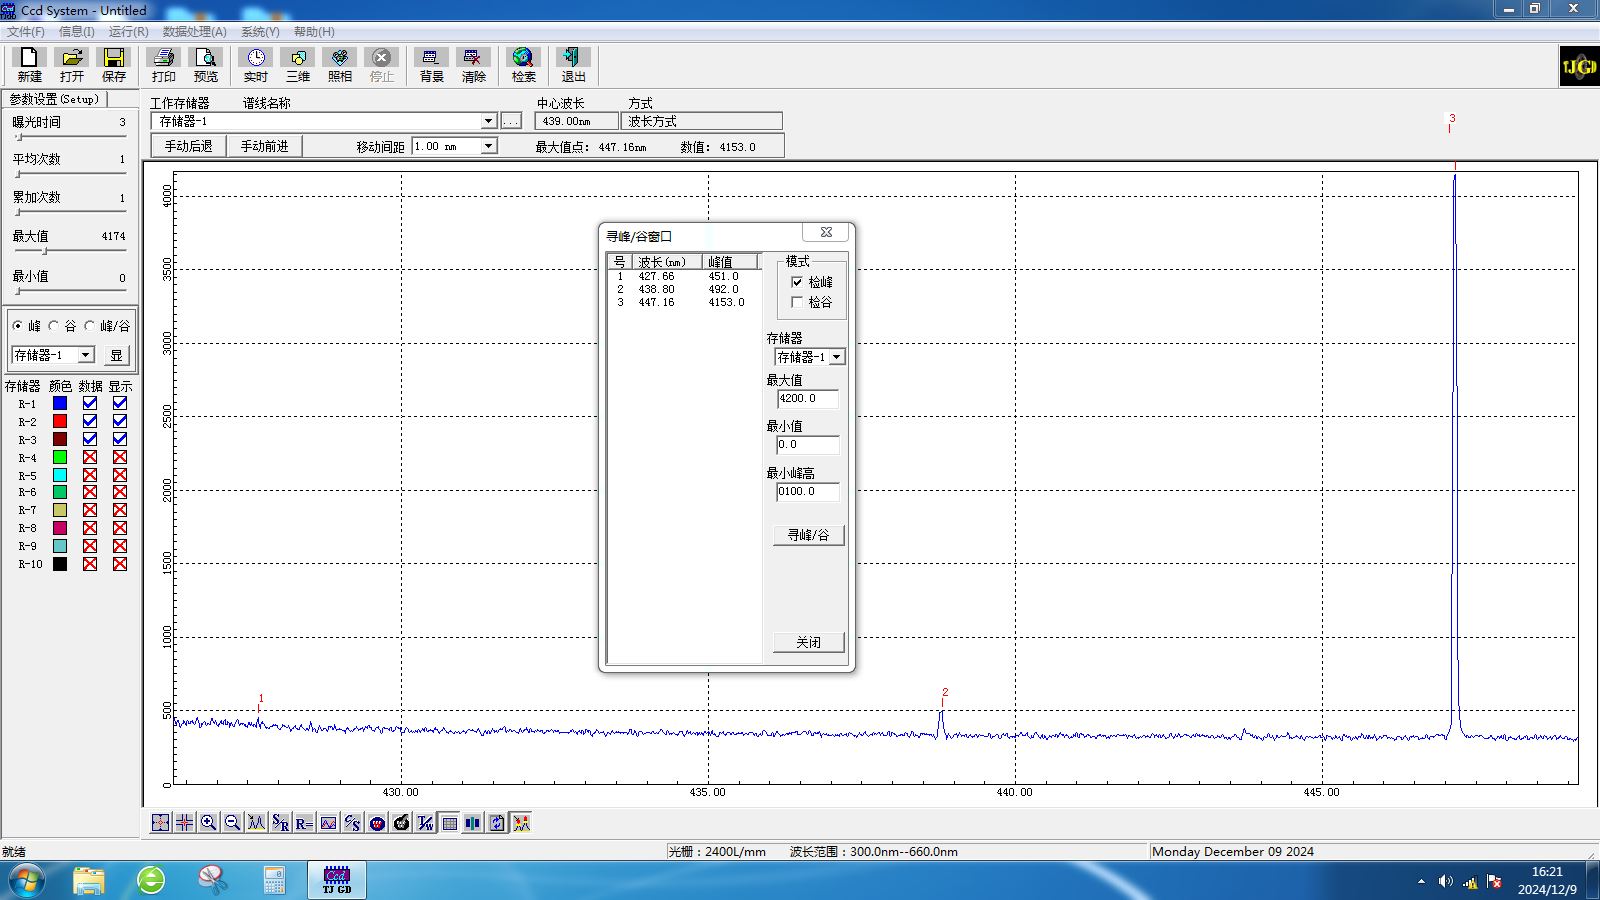 Ccd System - Untitled
文件(F) 信息(I) 运行(R) 数据处理(A) 系统(Y) 帮助(H)
新建 打开 保存 打印 预览 实时 三维 照相 停止 背景 清除 检索 退出
TJGD
参数设置(Setup)
曝光时间 3
平均次数 1
累加次数 1
最大值 4174
最小值 0
峰 谷 峰/谷
存储器-1 显
存储器 颜色 数据 显示
R-1
R-2
R-3
R-4
R-5
R-6
R-7
R-8
R-9
R-10
工作存储器 谱线名称 中心波长 方式
存储器-1 ... 439.00nm 波长方式
手动后退 手动前进 移动间距 1.00 nm 最大值点: 447.16nm 数值: 4153.0
3
4000
3500
3000
2500
2000
1500
1000
500
0
1
2
430.00 435.00 440.00 445.00
寻峰/谷窗口
号 波长(nm) 峰值
1 427.66 451.0
2 438.80 492.0
3 447.16 4153.0
模式
检峰
检谷
存储器
存储器-1
最大值
4200.0
最小值
0.0
最小峰高
0100.0
寻峰/谷
关闭
就绪 光栅：2400L/mm 波长范围：300.0nm--660.0nm Monday December 09 2024
Ccd
TJ GD
16:21
2024/12/9